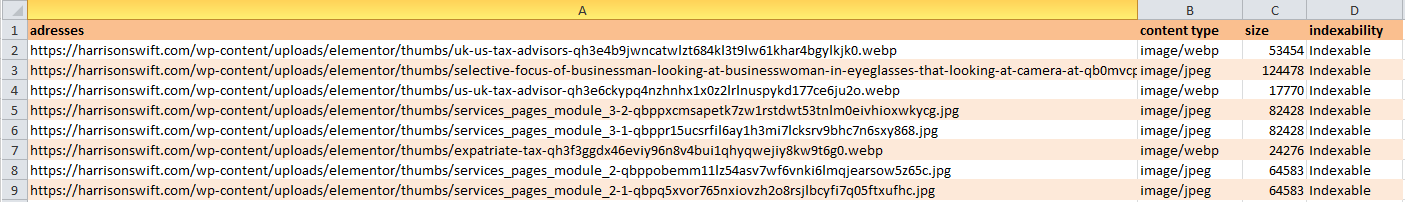 A B C D
1 adresses content type size indexability
2 https://harrisonswift.com/wp-content/uploads/elementor/thumbs/uk-us-tax-advisors-qh3e4b9jwncatwlzt684kl3t9lw61khar4bgylkjk0.webp image/webp 53454 Indexable
3 https://harrisonswift.com/wp-content/uploads/elementor/thumbs/selective-focus-of-businessman-looking-at-businesswoman-in-eyeglasses-that-looking-at-camera-at-qb0mvcp image/jpeg 124478 Indexable
4 https://harrisonswift.com/wp-content/uploads/elementor/thumbs/us-uk-tax-advisor-qh3e6ckypq4nzhnhx1x0z2lrlnuspykd177ce6ju2o.webp image/webp 17770 Indexable
5 https://harrisonswift.com/wp-content/uploads/elementor/thumbs/services_pages_module_3-2-qbppxcmsapetk7zw1rstdwt53tnlm0eivhioxwkycg.jpg image/jpeg 82428 Indexable
6 https://harrisonswift.com/wp-content/uploads/elementor/thumbs/services_pages_module_3-1-qbppr15ucsrfil6ay1h3mi7lcksrv9bhc7n6sxy868.jpg image/jpeg 82428 Indexable
7 https://harrisonswift.com/wp-content/uploads/elementor/thumbs/expatriate-tax-qh3f3ggdx46eviy96n8v4bui1qhyqwejiy8kw9t6g0.webp image/webp 24276 Indexable
8 https://harrisonswift.com/wp-content/uploads/elementor/thumbs/services_pages_module_2-qbppobemm11lz54asv7wf6vnki6lmqjearsow5z65c.jpg image/jpeg 64583 Indexable
9 https://harrisonswift.com/wp-content/uploads/elementor/thumbs/services_pages_module_2-1-qbpq5xvor765nxiovzh2o8rsjlbcyfi7q05ftxufhc.jpg image/jpeg 64583 Indexable